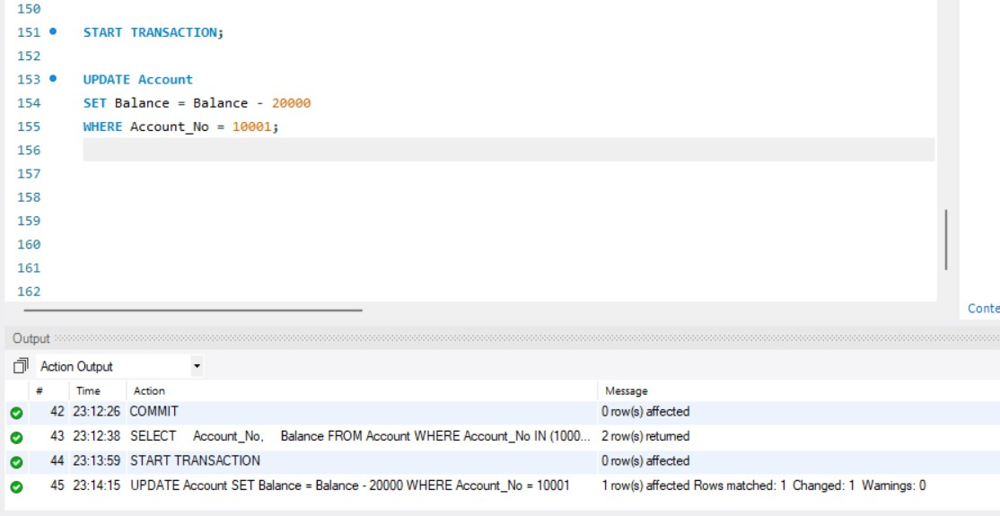 150
151 START TRANSACTION;
152
153 UPDATE Account
154 SET Balance = Balance - 20000
155 WHERE Account_No = 10001;
156
157
158
159
160
161
162
Conte
Output
Action Output
# Time Action Message
42 23:12:26 COMMIT 0 row(s) affected
43 23:12:38 SELECT Account_No, Balance FROM Account WHERE Account_No IN (1000... 2 row(s) returned
44 23:13:59 START TRANSACTION 0 row(s) affected
45 23:14:15 UPDATE Account SET Balance = Balance - 20000 WHERE Account_No = 10001 1 row(s) affected Rows matched: 1 Changed: 1 Warnings: 0